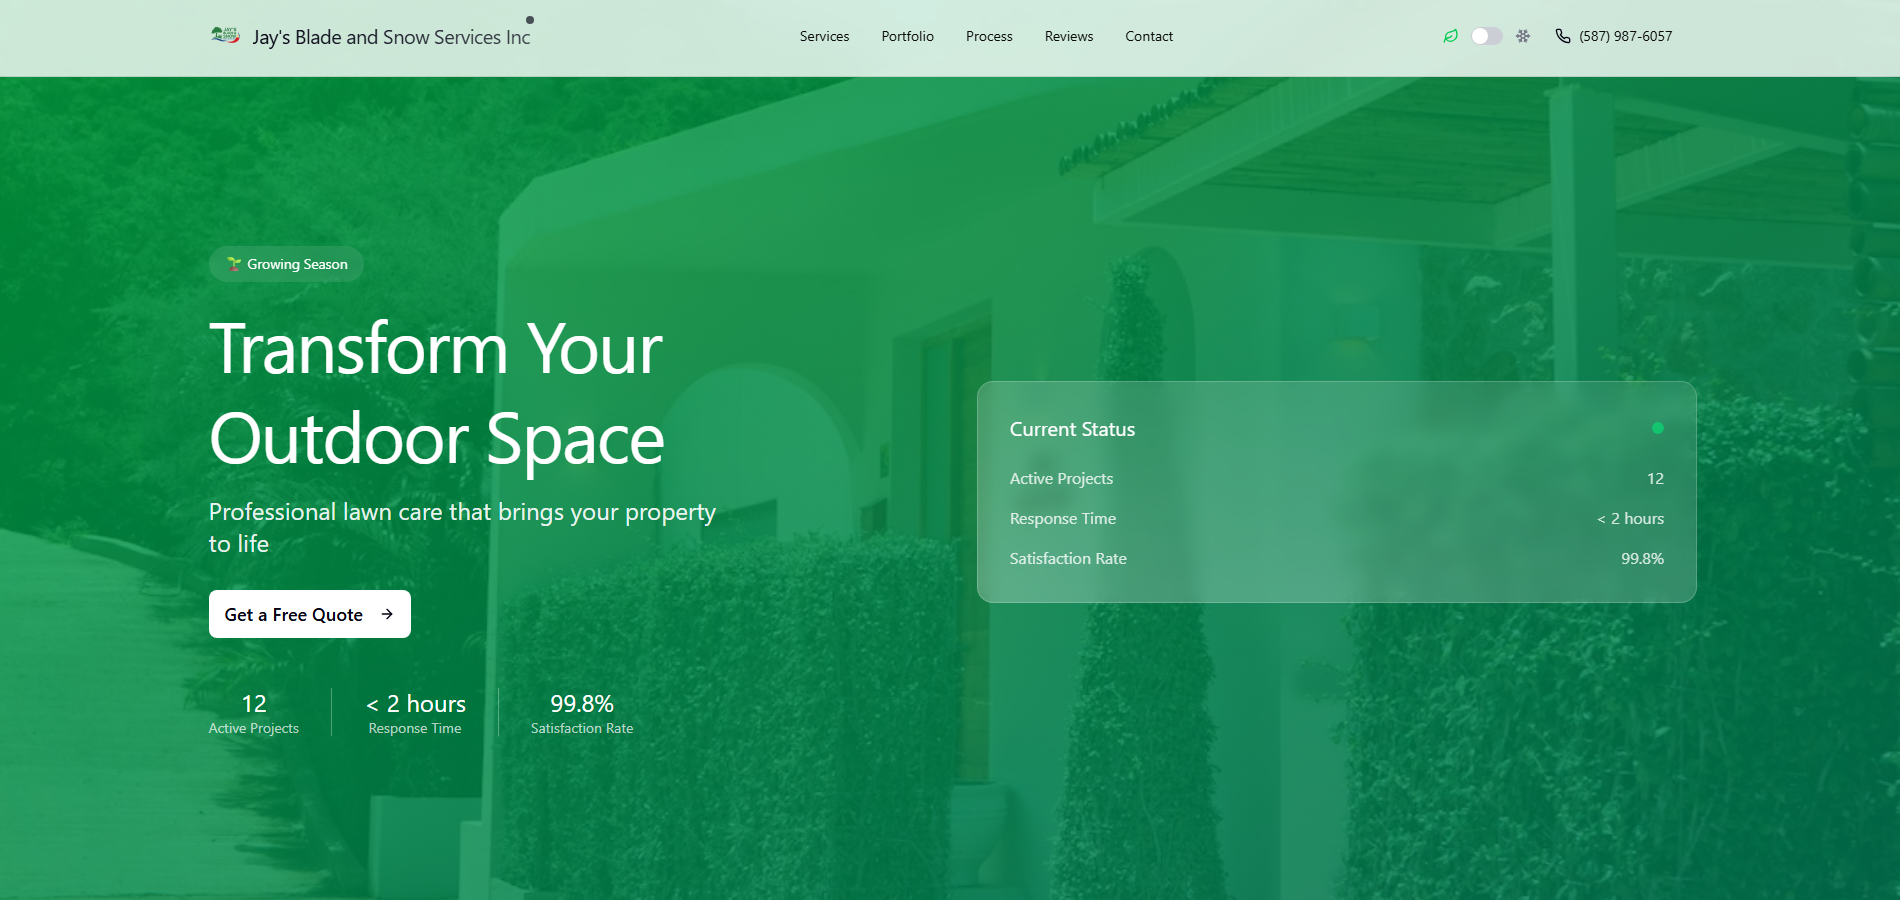 Jay's Blade and Snow Services Inc
Services
Portfolio
Process
Reviews
Contact
(587) 987-6057
Growing Season
Transform Your
Outdoor Space
Professional lawn care that brings your property
to life
Get a Free Quote
12
Active Projects
< 2 hours
Response Time
99.8%
Satisfaction Rate
Current Status
Active Projects 12
Response Time < 2 hours
Satisfaction Rate 99.8%